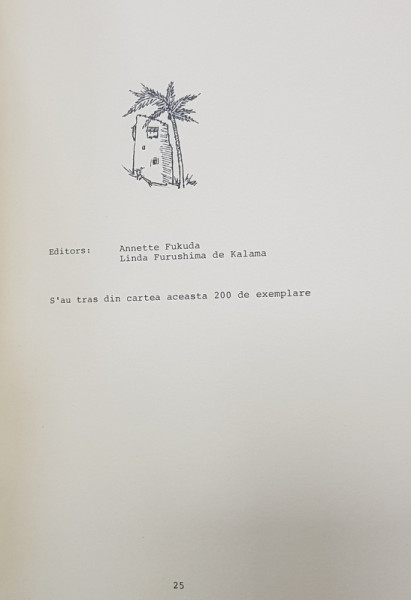 Editors: Annette Fukuda
Linda Furushima de Kalama
S'au tras din cartea aceasta 200 de exemplare
25